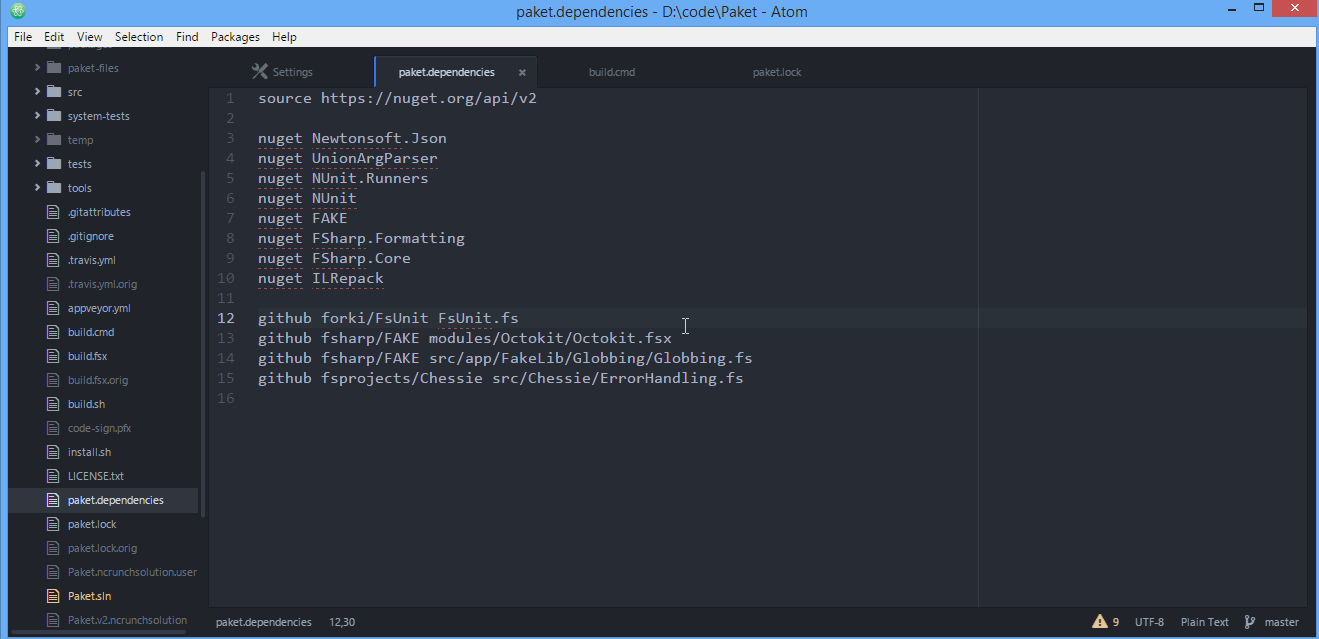 paket.dependencies - D:\code\Paket - Atom
File Edit View Selection Find Packages Help
packages
paket-files
src
system-tests
temp
tests
tools
.gitattributes
.gitignore
.travis.yml
.travis.yml.orig
appveyor.yml
build.cmd
build.fsx
build.fsx.orig
build.sh
code-sign.pfx
install.sh
LICENSE.txt
paket.dependencies
paket.lock
paket.lock.orig
Paket.ncrunchsolution.user
Paket.sln
Paket.v2.ncrunchsolution
Settings paket.dependencies × build.cmd paket.lock
1 source https://nuget.org/api/v2
2
3 nuget Newtonsoft.Json
4 nuget UnionArgParser
5 nuget NUnit.Runners
6 nuget NUnit
7 nuget FAKE
8 nuget FSharp.Formatting
9 nuget FSharp.Core
10 nuget ILRepack
11
12 github forki/FsUnit FsUnit.fs
13 github fsharp/FAKE modules/Octokit/Octokit.fsx
14 github fsharp/FAKE src/app/FakeLib/Globbing/Globbing.fs
15 github fsprojects/Chessie src/Chessie/ErrorHandling.fs
16
paket.dependencies 12,30 9 UTF-8 Plain Text master